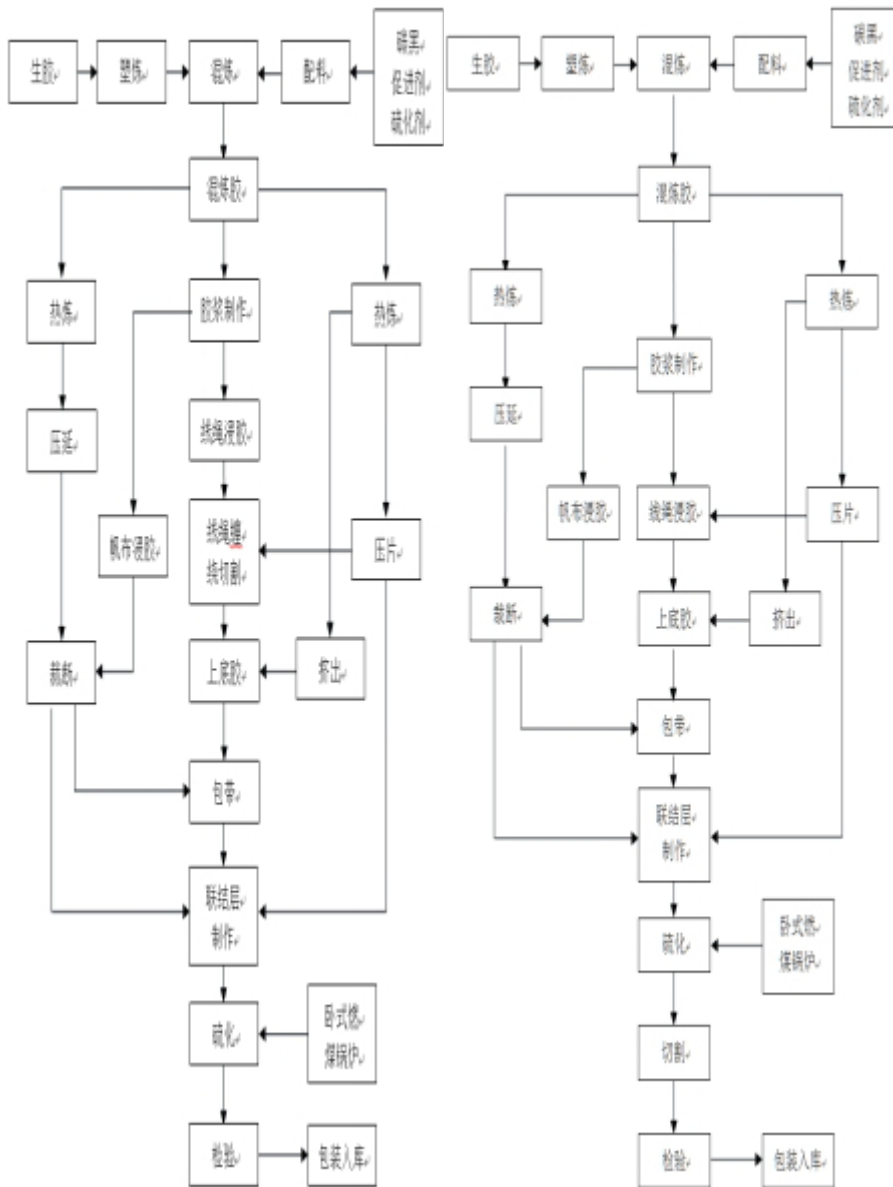 生胶
塑炼
混炼
配料
碳黑
促进剂
硫化剂
混炼胶
热炼
胶浆制作
热炼
压延
线绳浸胶
线绳缠
绕切割
压片
帆布浸胶
裁断
上底胶
挤出
包带
联结层
制作
硫化
卧式燃
煤锅炉
检验
包装入库
生胶
塑炼
混炼
配料
碳黑
促进剂
硫化剂
混炼胶
热炼
热炼
胶浆制作
压延
帆布浸胶
线绳浸胶
压片
裁断
上底胶
挤出
包带
联结层
制作
硫化
卧式燃
煤锅炉
切割
检验
包装入库